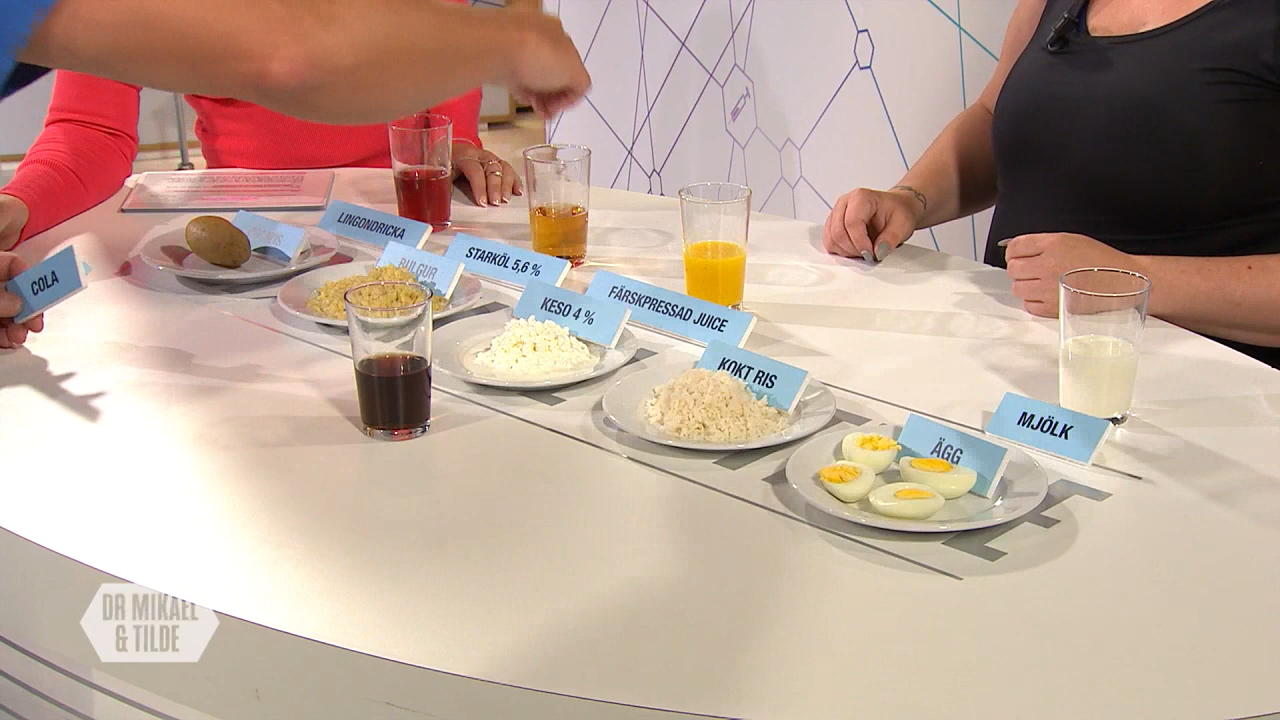 LINGONDRICKA
STARKÖL 5,6 %
BULGUR
COLA
KESO 4 %
FÄRSKPRESSAD JUICE
KOKT RIS
ÄGG
MJÖLK
DR MIKAEL
& TILDE